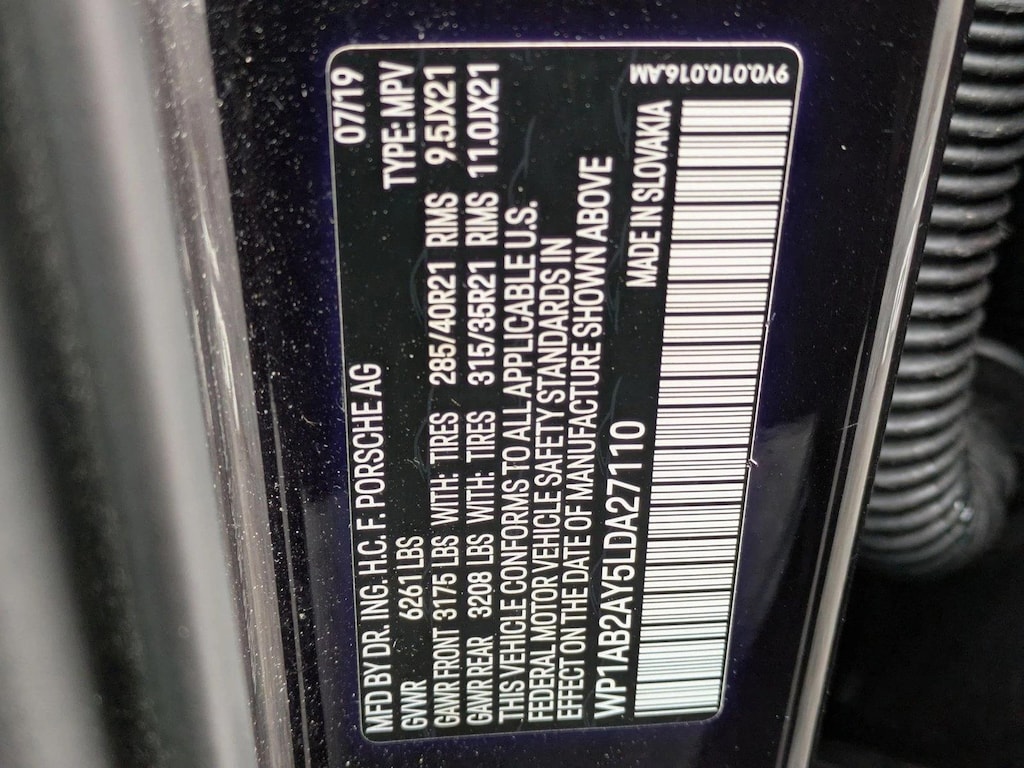 MFD BY DR. ING. H.C. F. PORSCHE AG 07/19
GVWR 6261 LBS TYPE: MPV
GAWR FRONT 3175 LBS WITH: TIRES 285/40R21 RIMS 9.5JX21
GAWR REAR 3208 LBS WITH: TIRES 315/35R21 RIMS 11.0JX21
THIS VEHICLE CONFORMS TO ALL APPLICABLE U.S.
FEDERAL MOTOR VEHICLE SAFETY STANDARDS IN
EFFECT ON THE DATE OF MANUFACTURE SHOWN ABOVE
WP1AB2AY5LDA27110 MADE IN SLOVAKIA
9Y0.010.016.AM